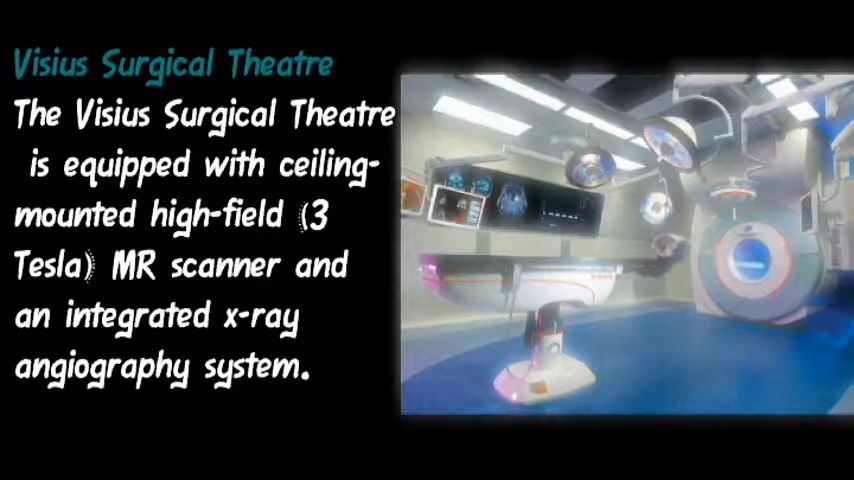 Visius Surgical Theatre
The Visius Surgical Theatre
is equipped with ceiling-
mounted high-field (3
Tesla) MR scanner and
an integrated x-ray
angiography system.